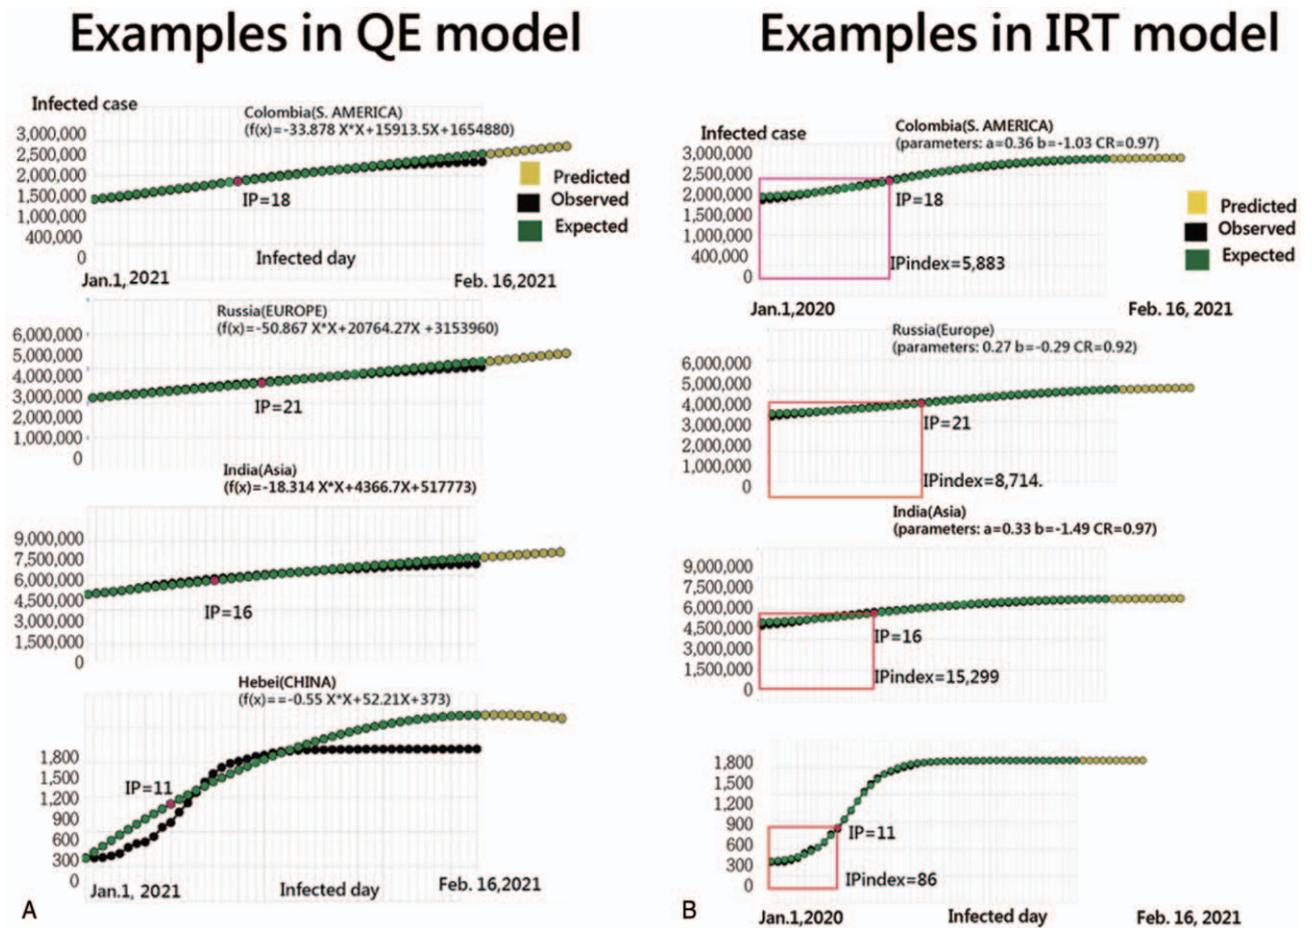 Examples in QE model
Infected case
Colombia(S. AMERICA)
(f(x)=-33.878 X*X+15913.5X+1654880)
3,000,000
2,500,000
2,000,000
1,500,000
1,000,000
400,000
0
IP=18
Predicted
Observed
Expected
Infected day
Jan.1, 2021
Feb. 16,2021
Russia(EUROPE)
(f(x)=-50.867 X*X+20764.27X +3153960)
6,000,000
5,000,000
4,000,000
3,000,000
2,000,000
1,000,000
0
IP=21
India(Asia)
(f(x)=-18.314 X*X+4366.7X+517773)
9,000,000
7,500,000
6,000,000
4,500,000
3,000,000
1,500,000
0
IP=16
Hebei(CHINA)
(f(x)==-0.55 X*X+52.21X+373)
1,800
1,500
1,200
900
600
300
0
IP=11
Jan.1, 2021
Infected day
Feb. 16,2021
A
Examples in IRT model
Infected case
Colombia(S. AMERICA)
(parameters: a=0.36 b=-1.03 CR=0.97)
3,000,000
2,500,000
2,000,000
1,500,000
1,000,000
400,000
0
IP=18
IPindex=5,883
Predicted
Observed
Expected
Jan.1,2020
Feb. 16, 2021
Russia(Europe)
(parameters: 0.27 b=-0.29 CR=0.92)
6,000,000
5,000,000
4,000,000
3,000,000
2,000,000
1,000,000
0
IP=21
IPindex=8,714.
India(Asia)
(parameters: a=0.33 b=-1.49 CR=0.97)
9,000,000
7,500,000
6,000,000
4,500,000
3,000,000
1,500,000
0
IP=16
IPindex=15,299
1,800
1,500
1,200
900
600
300
0
IP=11
IPindex=86
B
Jan.1,2020
Infected day
Feb. 16, 2021